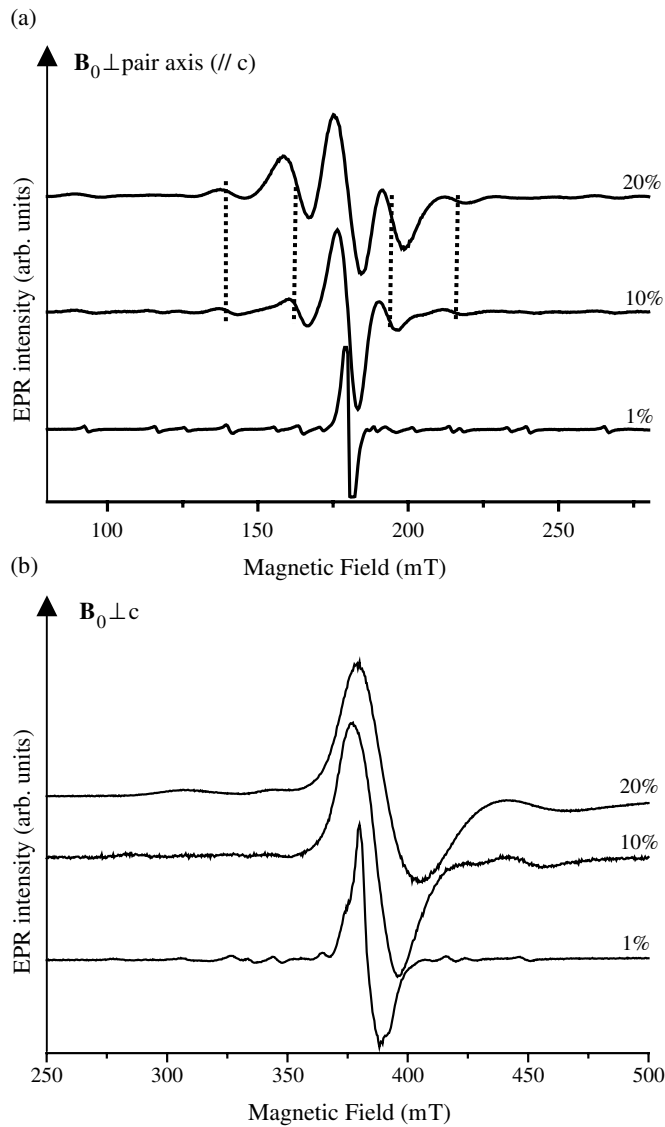 (a)
𝐁₀⊥pair axis (// c)
EPR intensity (arb. units)
20%
10%
1%
100 150 200 250
Magnetic Field (mT)
(b)
𝐁₀⊥c
EPR intensity (arb. units)
20%
10%
1%
250 300 350 400 450 500
Magnetic Field (mT)